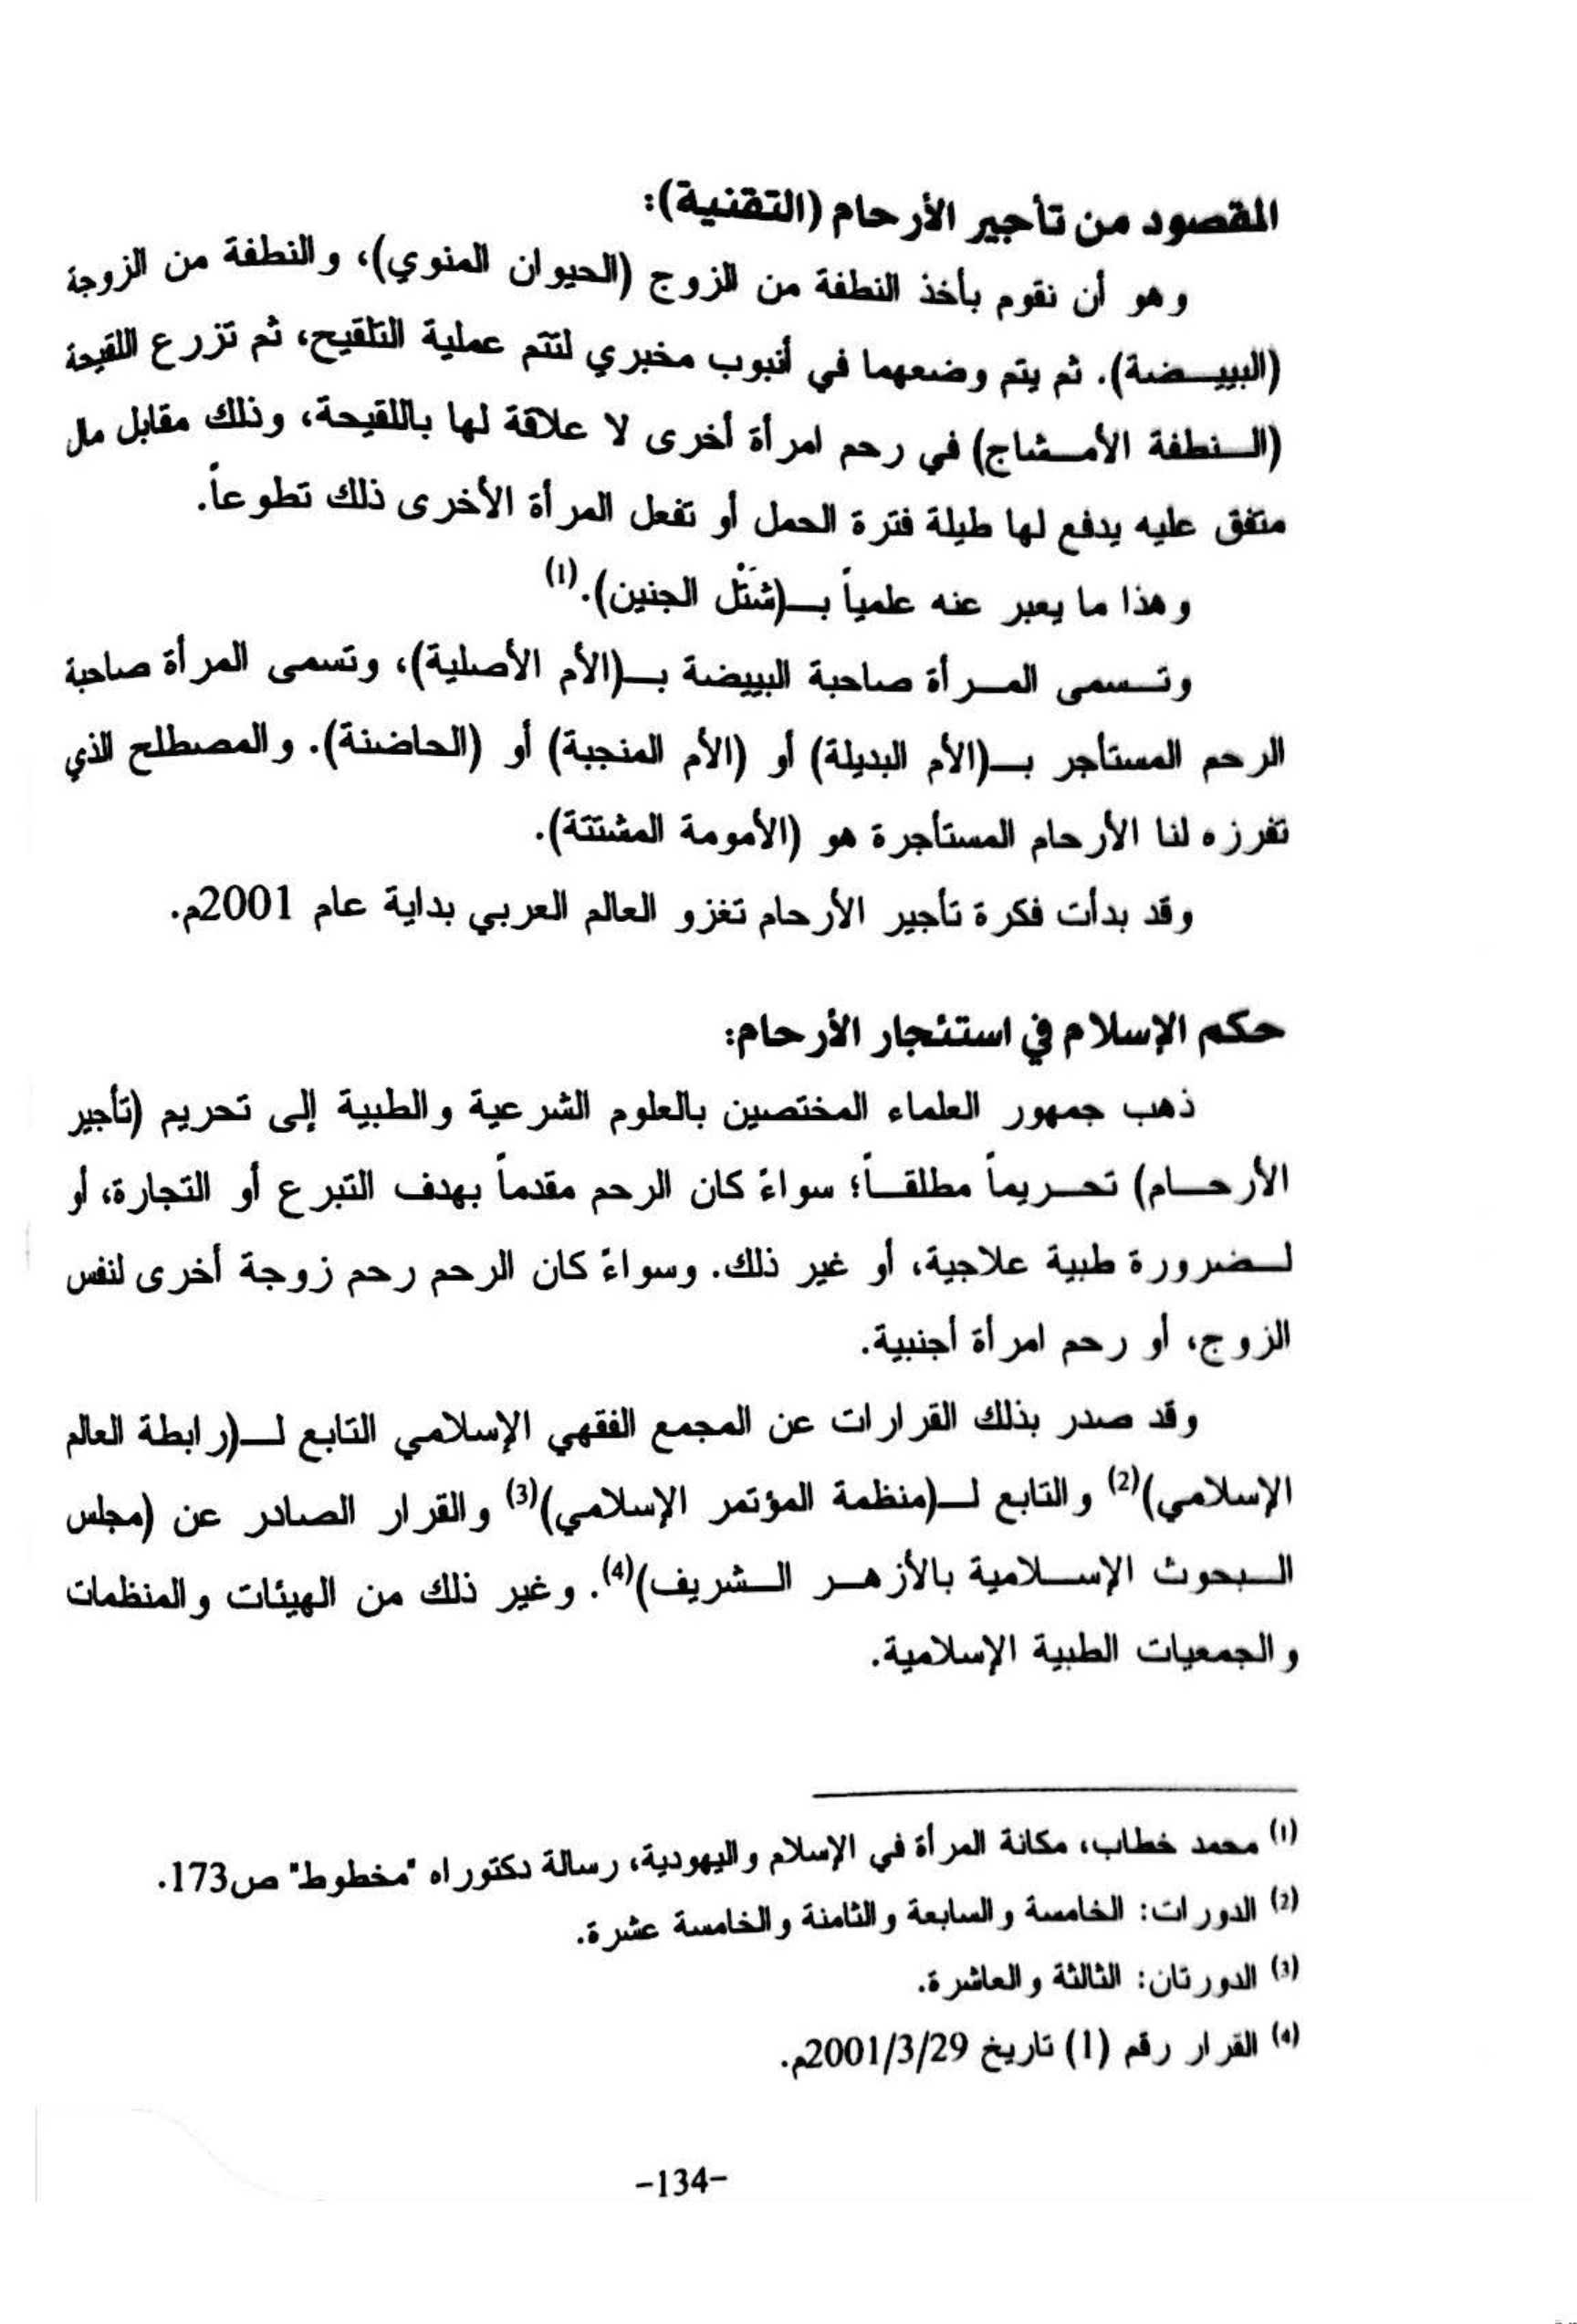 المقصود من تأجير الأرحام (التقنية):
وهو أن نقوم بأخذ النطفة من الزوج (الحيوان المنوي)، والنطفة من الزوجة
(البييضة). ثم يتم وضعهما في أنبوب مخبري لتتم عملية التلقيح، ثم تزرع اللقيحة
(النطفة الأمشاج) في رحم امرأة أخرى لا علاقة لها باللقيحة، وذلك مقابل مال
متفق عليه يدفع لها طيلة فترة الحمل أو تفعل المرأة الأخرى ذلك تطوعاً.
وهذا ما يعبر عنه علمياً بـ(شَتْل الجنين).(1)
وتسمى المرأة صاحبة البييضة بـ(الأم الأصلية)، وتسمى المرأة صاحبة
الرحم المستأجر بـ(الأم البديلة) أو (الأم المنجبة) أو (الحاضنة). والمصطلح الذي
تفرزه لنا الأرحام المستأجرة هو (الأمومة المشتتة).
وقد بدأت فكرة تأجير الأرحام تغزو العالم العربي بداية عام 2001م.
حكم الإسلام في استئجار الأرحام:
ذهب جمهور العلماء المختصين بالعلوم الشرعية والطبية إلى تحريم (تأجير
الأرحام) تحريماً مطلقاً؛ سواءً كان الرحم مقدماً بهدف التبرع أو التجارة، أو
لضرورة طبية علاجية، أو غير ذلك. وسواءً كان الرحم رحم زوجة أخرى لنفس
الزوج، أو رحم امرأة أجنبية.
وقد صدر بذلك القرارات عن المجمع الفقهي الإسلامي التابع لـ(رابطة العالم
الإسلامي)(2) والتابع لـ(منظمة المؤتمر الإسلامي)(3) والقرار الصادر عن (مجلس
البحوث الإسلامية بالأزهر الشريف)(4). وغير ذلك من الهيئات والمنظمات
والجمعيات الطبية الإسلامية.
(1) محمد خطاب، مكانة المرأة في الإسلام واليهودية، رسالة دكتوراه "مخطوط" ص173.
(2) الدورات: الخامسة والسابعة والثامنة والخامسة عشرة.
(3) الدورتان: الثالثة والعاشرة.
(4) القرار رقم (1) تاريخ 2001/3/29م.
-134-